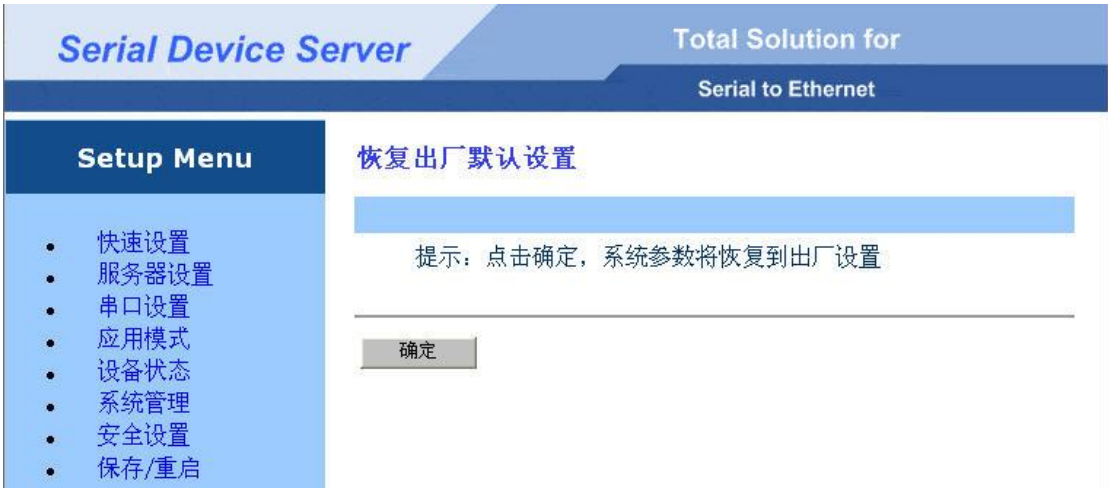 Serial Device Server
Total Solution for
Serial to Ethernet
Setup Menu
快速设置
服务器设置
串口设置
应用模式
设备状态
系统管理
安全设置
保存/重启
恢复出厂默认设置
提示：点击确定，系统参数将恢复到出厂设置
确定